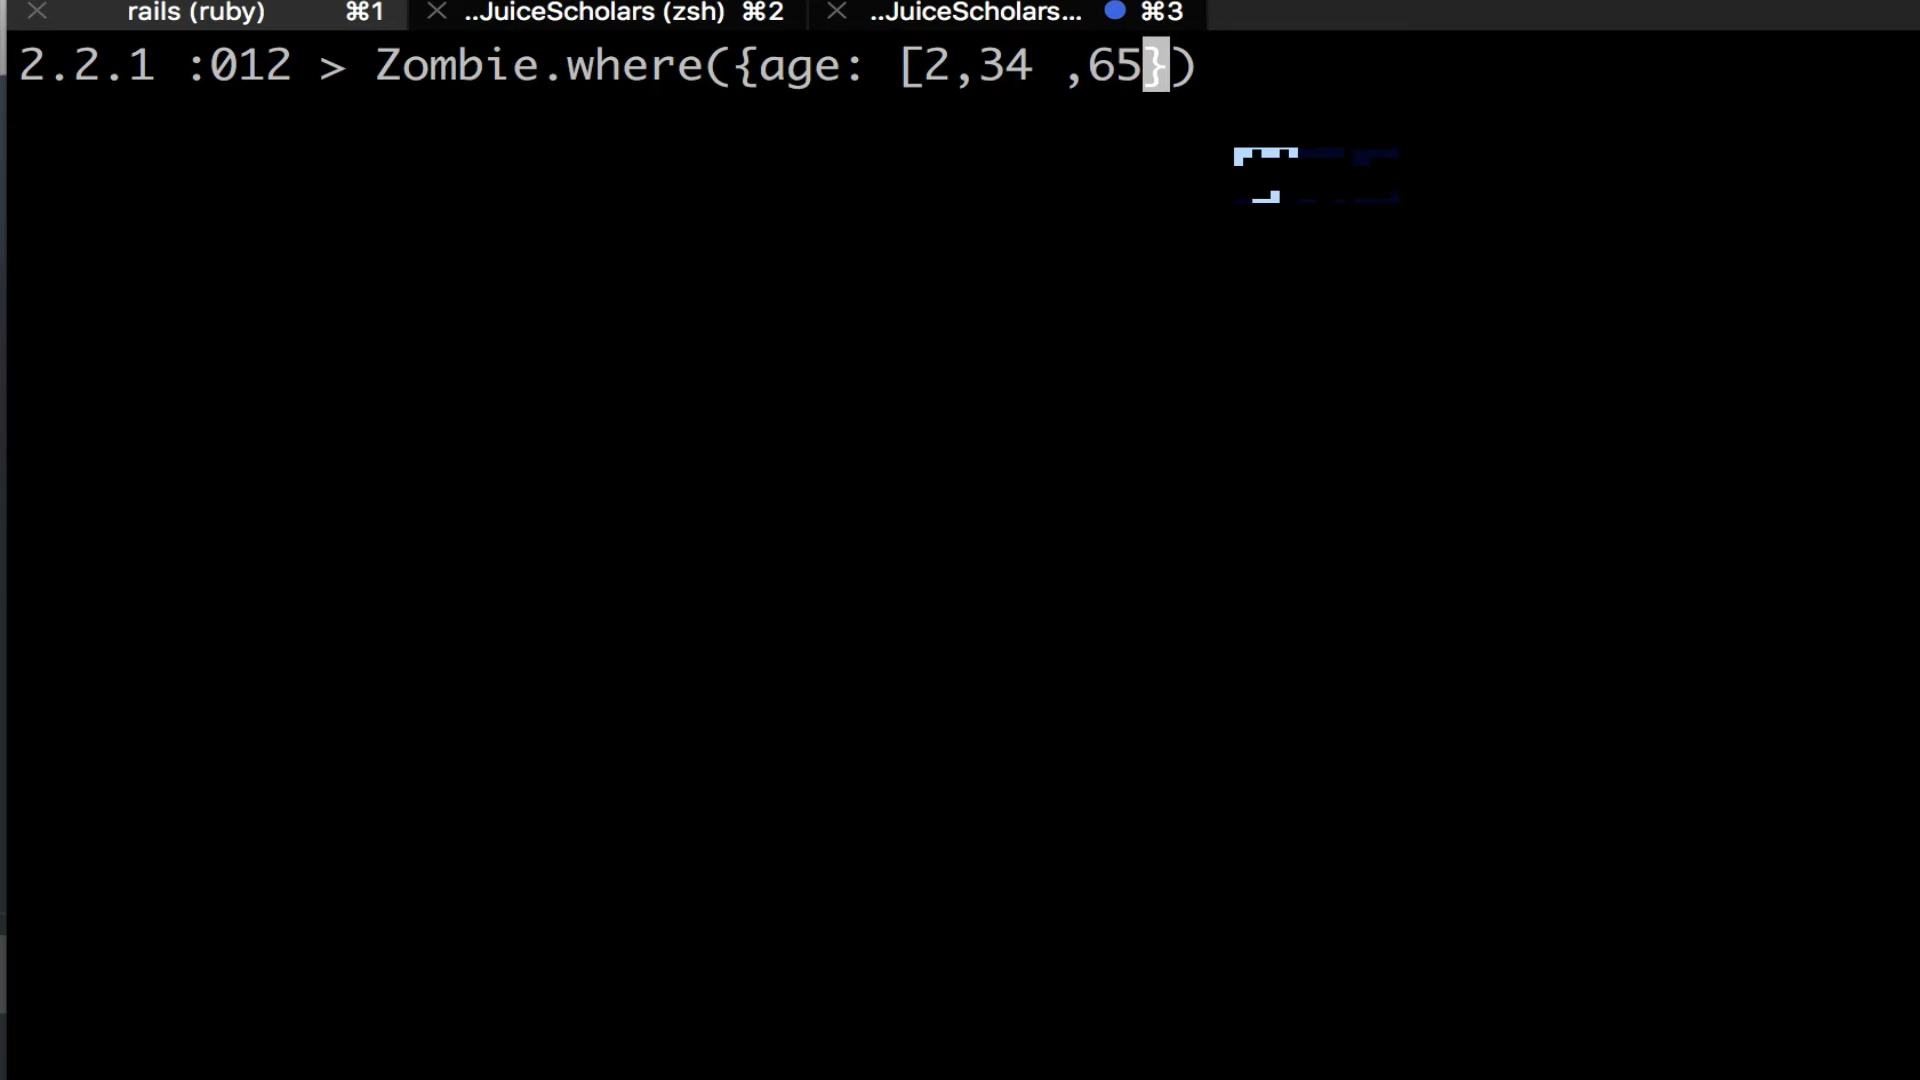 rails (ruby) ⌘1 ..JuiceScholars (zsh) ⌘2 ..JuiceScholars... ⌘3
2.2.1 :012 > Zombie.where({age: [2,34 ,65})